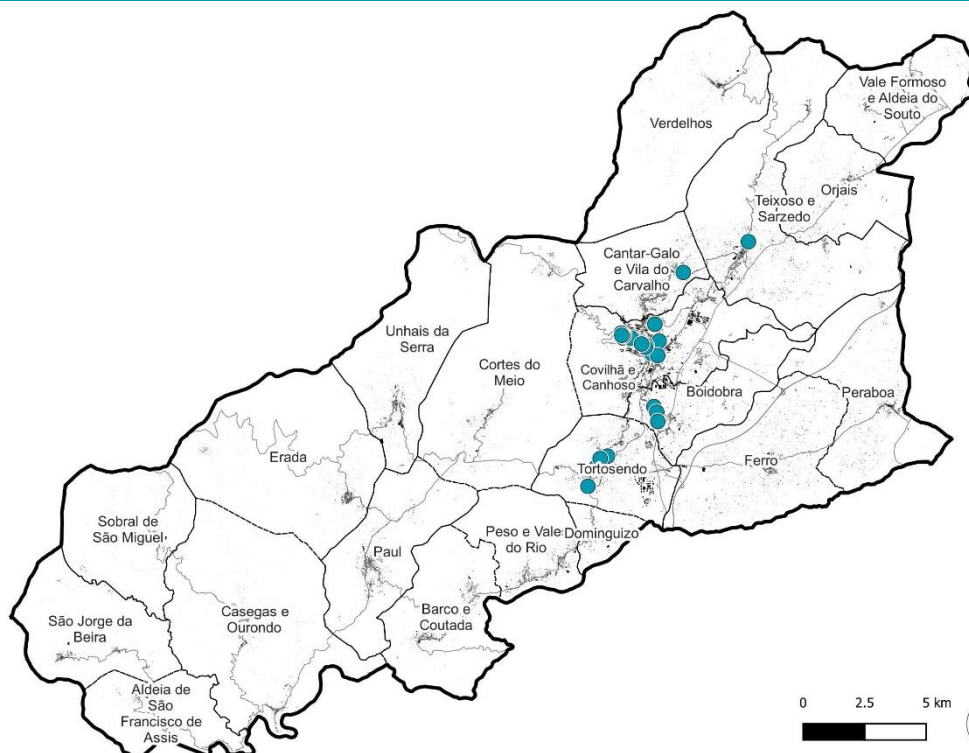 Vale Formoso
e Aldeia do
Souto
Verdelhos
Orjais
Teixoso e
Sarzedo
Cantar-Galo
e Vila do
Carvalho
Unhais da
Serra
Cortes do
Meio
Covilhã e
Canhoso
Boidobra
Peraboa
Erada
Tortosendo
Ferro
Sobral de
São Miguel
Peso e Vale
do Rio
Dominguizo
Paul
Casegas e
Ourondo
Barco e
Coutada
São Jorge da
Beira
Aldeia de
São
Francisco de
Assis
0 2.5 5 km